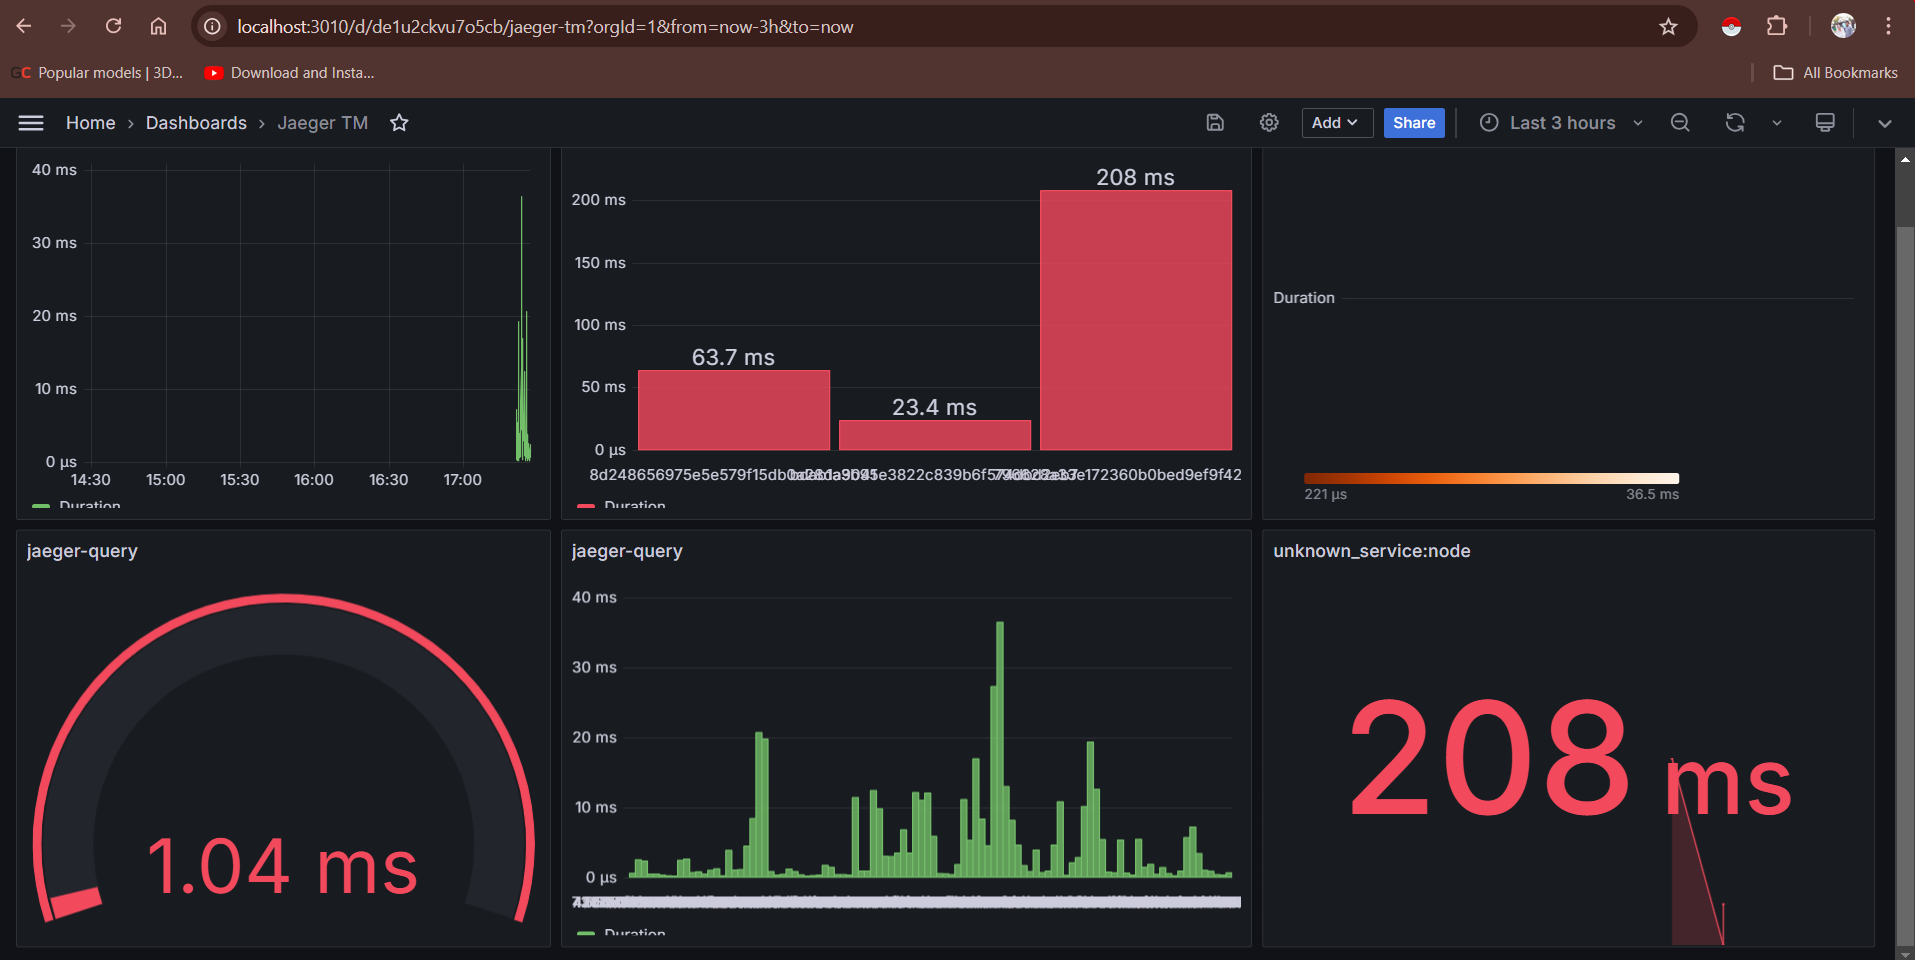 localhost:3010/d/de1u2ckvu7o5cb/jaeger-tm?orgId=1&from=now-3h&to=now
GC Popular models | 3D...
Download and Insta...
All Bookmarks
Home › Dashboards › Jaeger TM
Add
Share
Last 3 hours
40 ms
30 ms
20 ms
10 ms
0 µs
14:30 15:00 15:30 16:00 16:30 17:00
Duration
200 ms
150 ms
100 ms
50 ms
0 µs
63.7 ms
23.4 ms
208 ms
Duration
Duration
221 µs
36.5 ms
jaeger-query
1.04 ms
jaeger-query
40 ms
30 ms
20 ms
10 ms
0 µs
Duration
unknown_service:node
208 ms